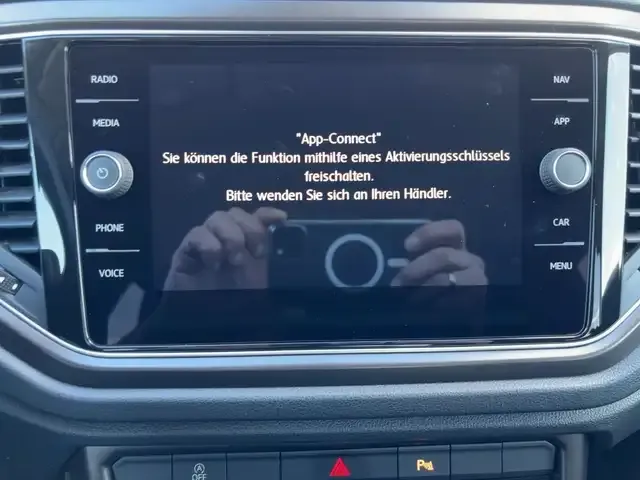 RADIO
NAV
MEDIA
APP
"App-Connect"
Sie können die Funktion mithilfe eines Aktivierungsschlüssels
freischalten.
Bitte wenden Sie sich an Ihren Händler.
PHONE
CAR
VOICE
MENU
A
OFF
P